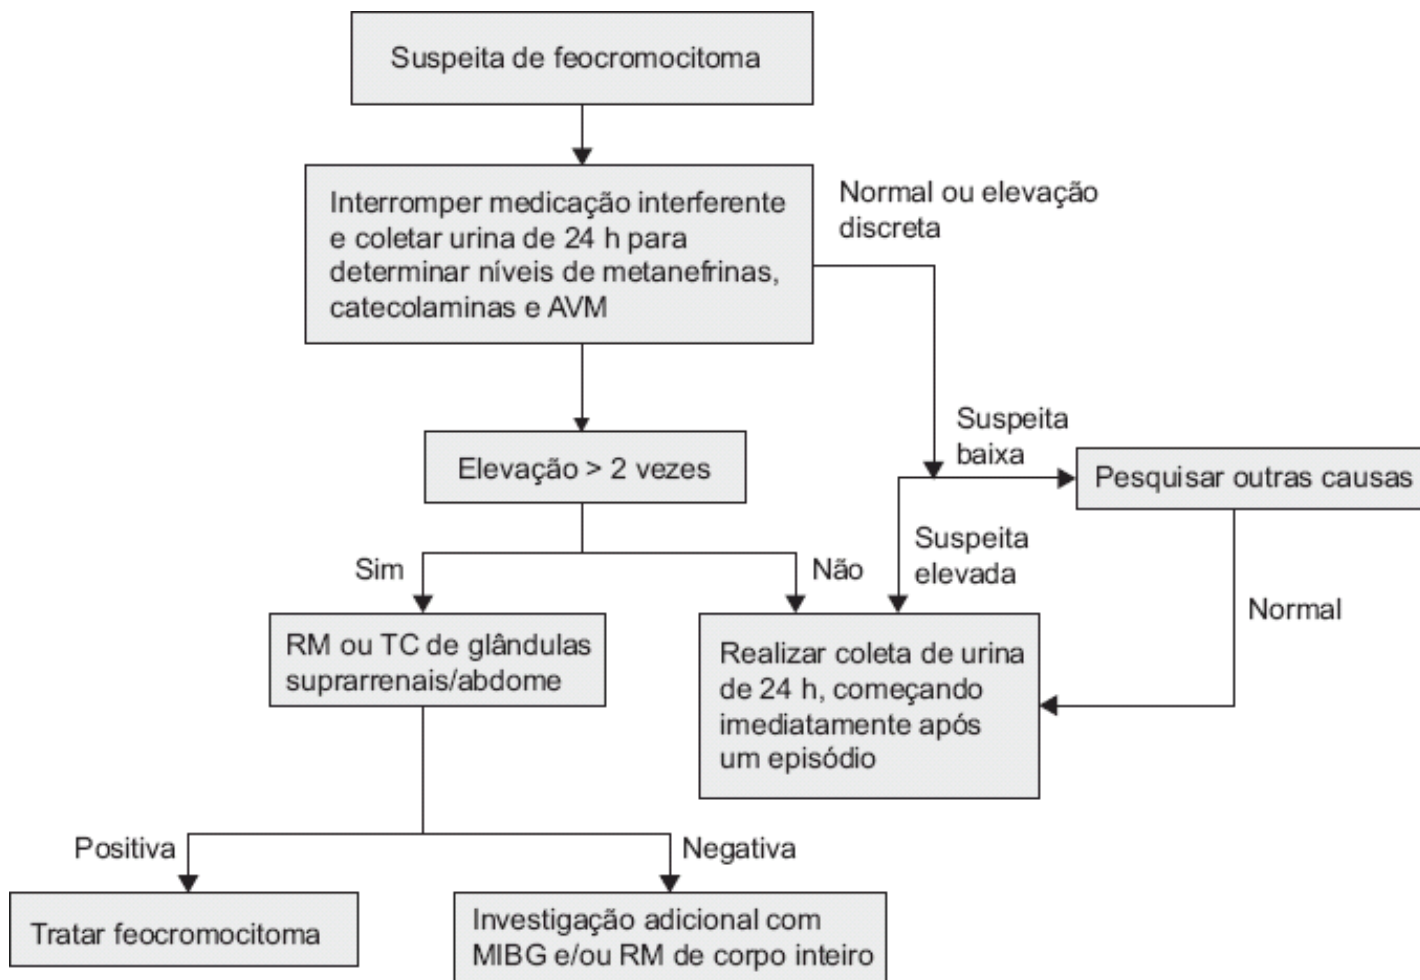 Suspeita de feocromocitoma
Interromper medicação interferente
e coletar urina de 24 h para
determinar níveis de metanefrinas,
catecolaminas e AVM
Normal ou elevação
discreta
Elevação > 2 vezes
Suspeita
baixa
Pesquisar outras causas
Sim
Não
Suspeita
elevada
Normal
RM ou TC de glândulas
suprarrenais/abdome
Realizar coleta de urina
de 24 h, começando
imediatamente após
um episódio
Positiva
Negativa
Tratar feocromocitoma
Investigação adicional com
MIBG e/ou RM de corpo inteiro